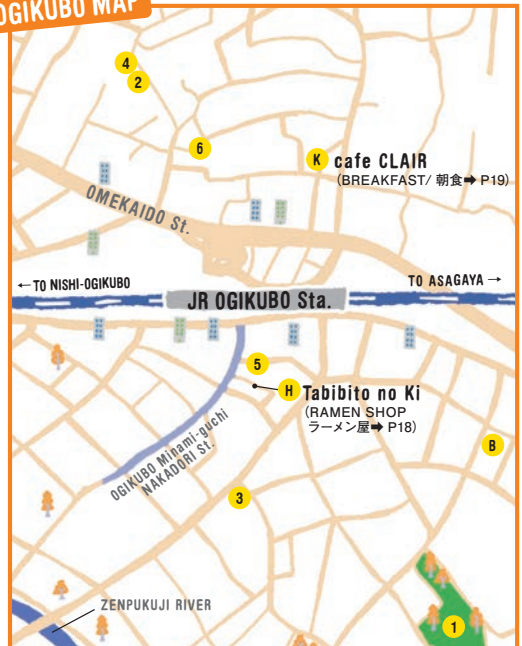 OGIKUBO MAP
4
2
6
K cafe CLAIR
(BREAKFAST/ 朝食➡ P19)
OMEKAIDO St.
← TO NISHI-OGIKUBO
TO ASAGAYA →
JR OGIKUBO Sta.
5
H Tabibito no Ki
(RAMEN SHOP
ラーメン屋➡ P18)
OGIKUBO Minami-guchi
NAKADORI St.
B
3
ZENPUKUJI RIVER
1